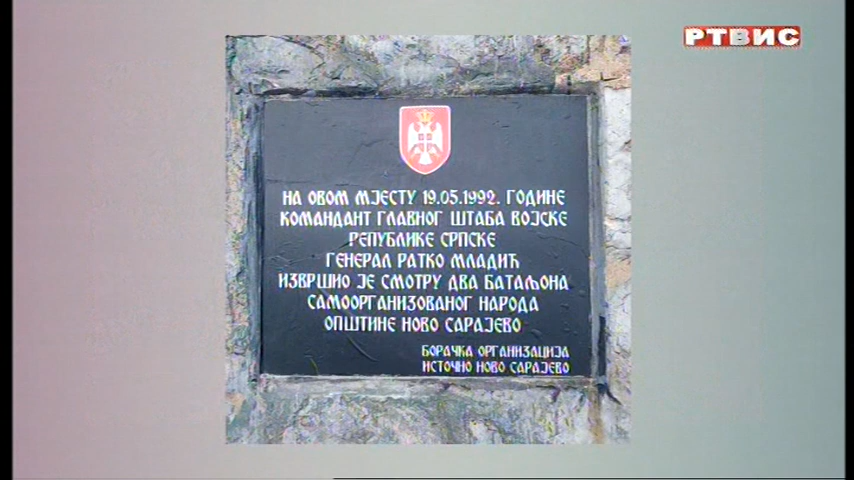 РТВИС
НА ОВОМ МЈЕСТУ 19.05.1992. ГОДИНЕ
КОМАНДАНТ ГЛАВНОГ ШТАБА ВОЈСКЕ
РЕПУБЛИКЕ СРПСКЕ
ГЕНЕРАЛ РАТКО МЛАДИЋ
ИЗВРШИО ЈЕ СМОТРУ ДВА БАТАЉОНА
САМООРГАНИЗОВАНОГ НАРОДА
ОПШТИНЕ НОВО САРАЈЕВО
БОРАЧКА ОРГАНИЗАЦИЈА
ИСТОЧНО НОВО САРАЈЕВО